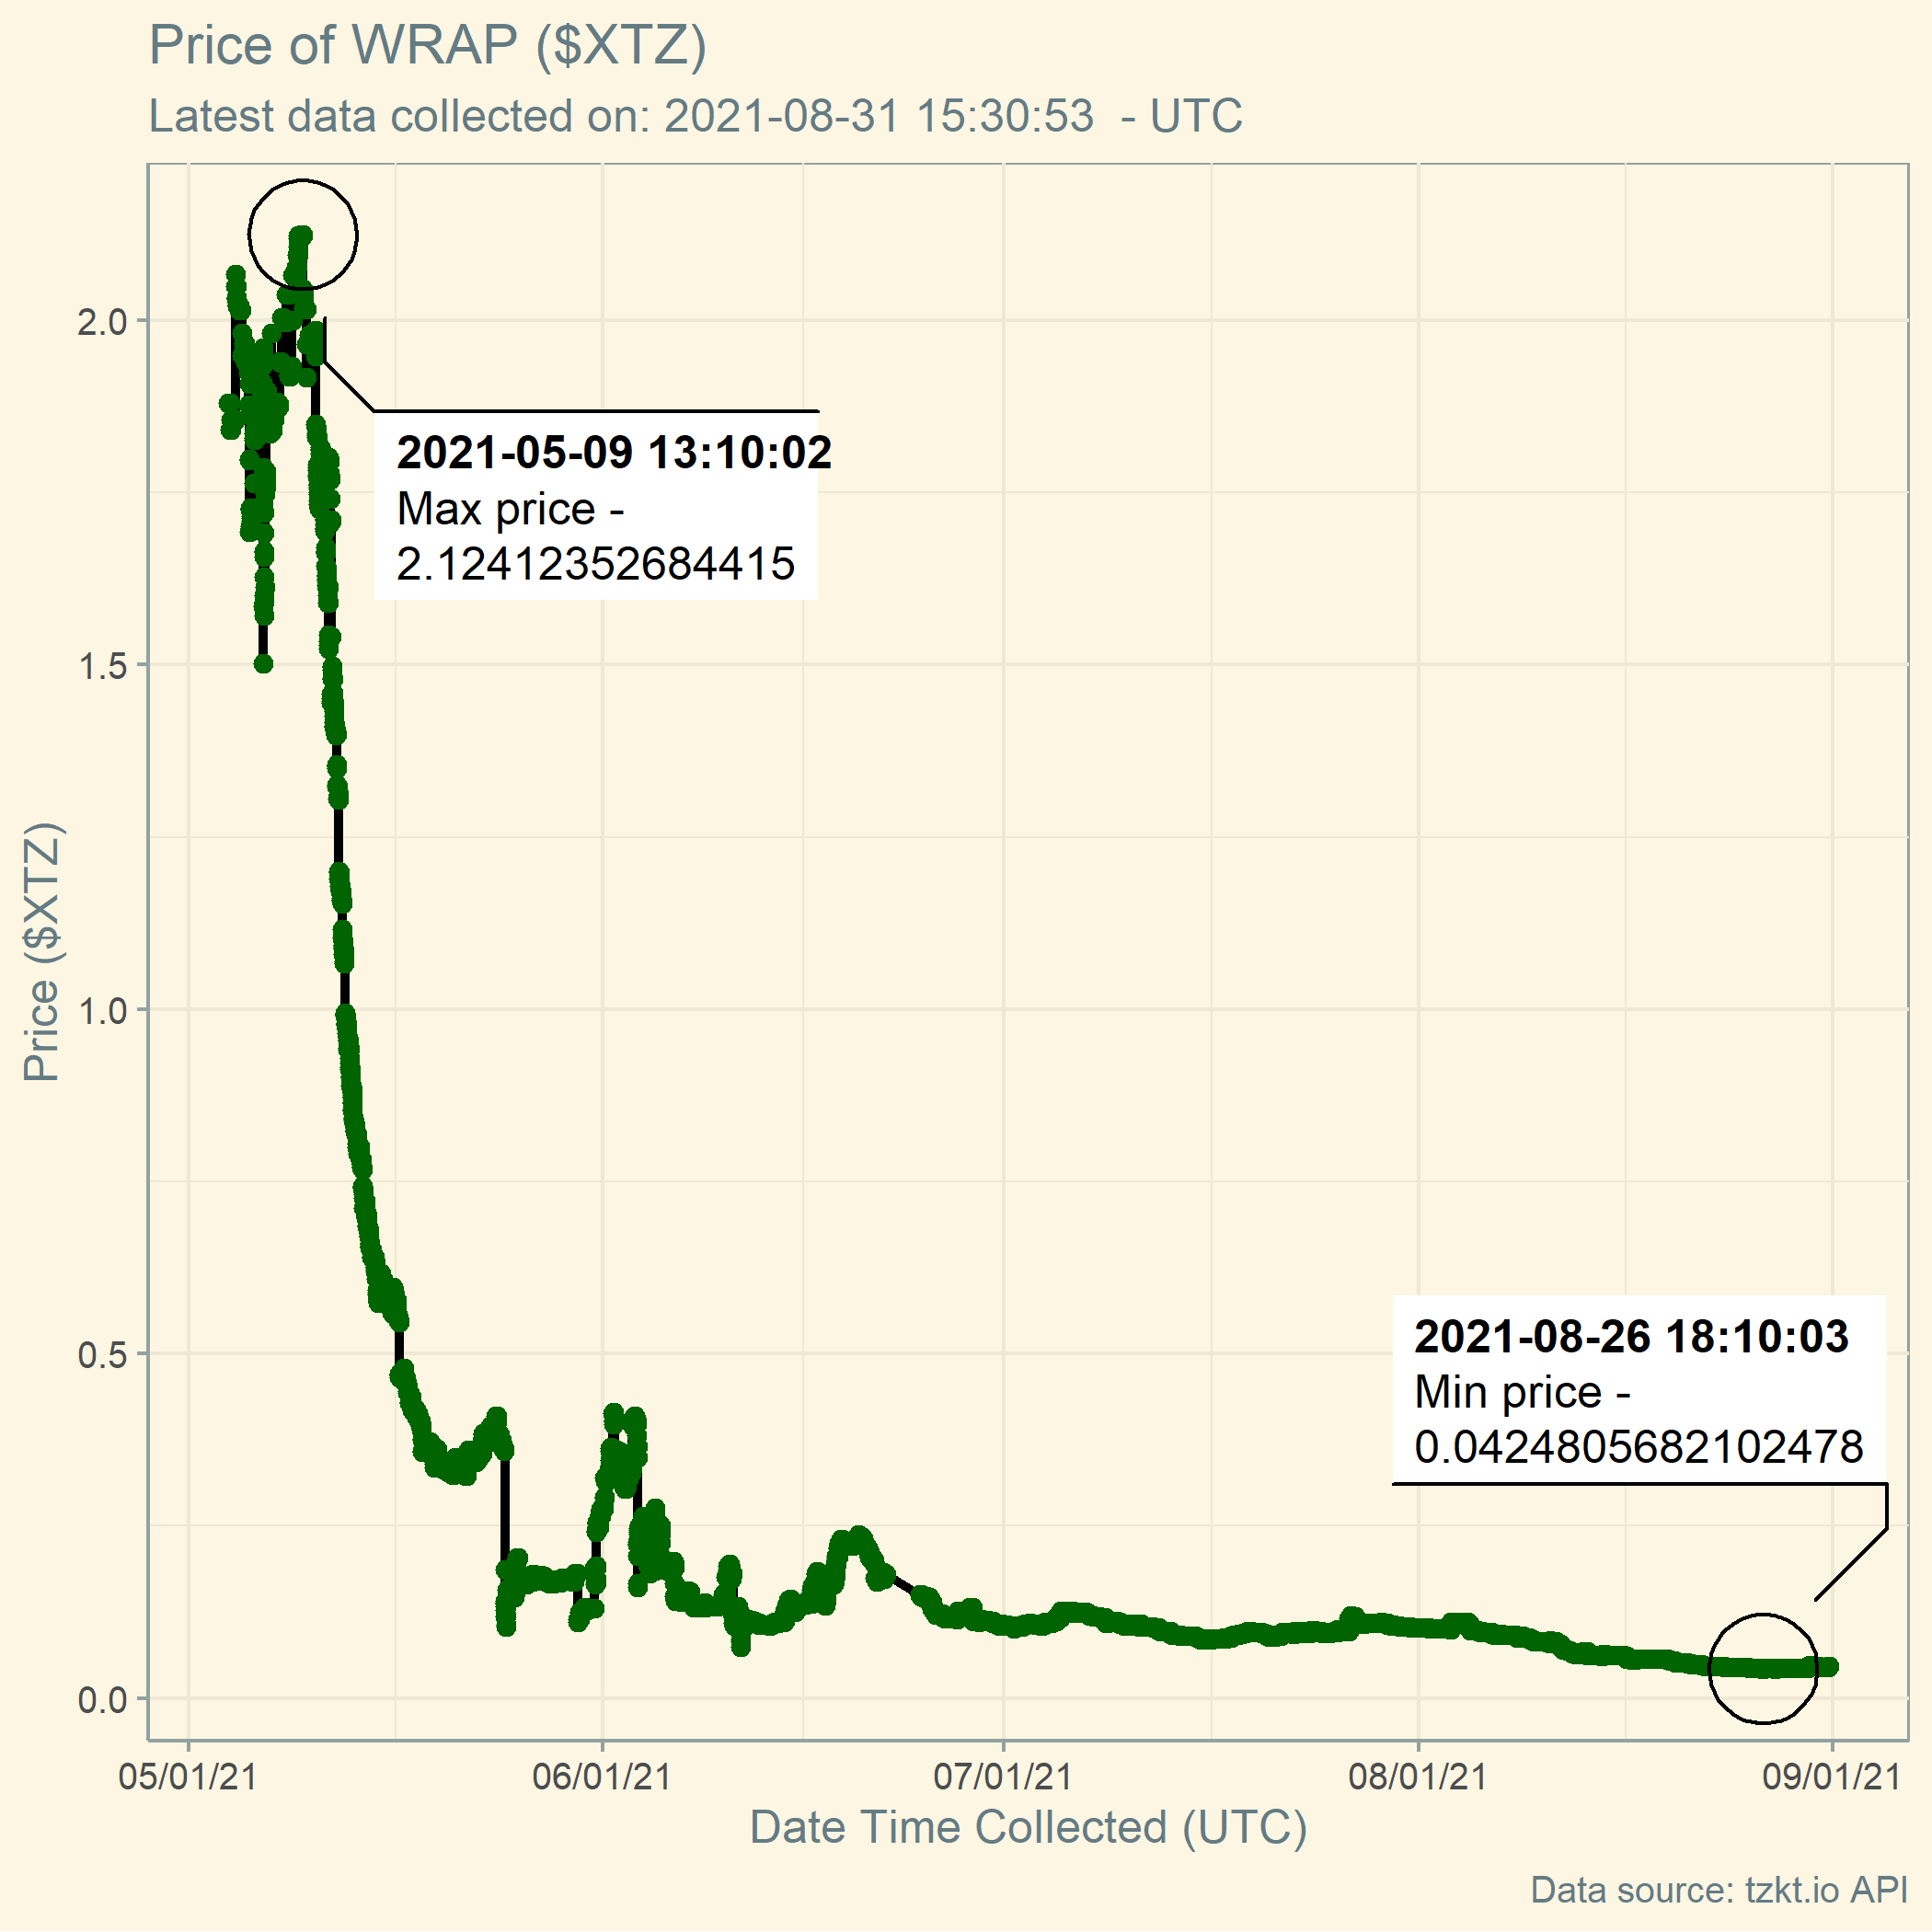 Price of WRAP ($XTZ)
Latest data collected on: 2021-08-31 15:30:53  - UTC
2021-05-09 13:10:02
Max price -
2.12412352684415
2021-08-26 18:10:03
Min price -
0.0424805682102478
Price ($XTZ)
2.0
1.5
1.0
0.5
0.0
05/01/21 06/01/21 07/01/21 08/01/21 09/01/21
Date Time Collected (UTC)
Data source: tzkt.io API